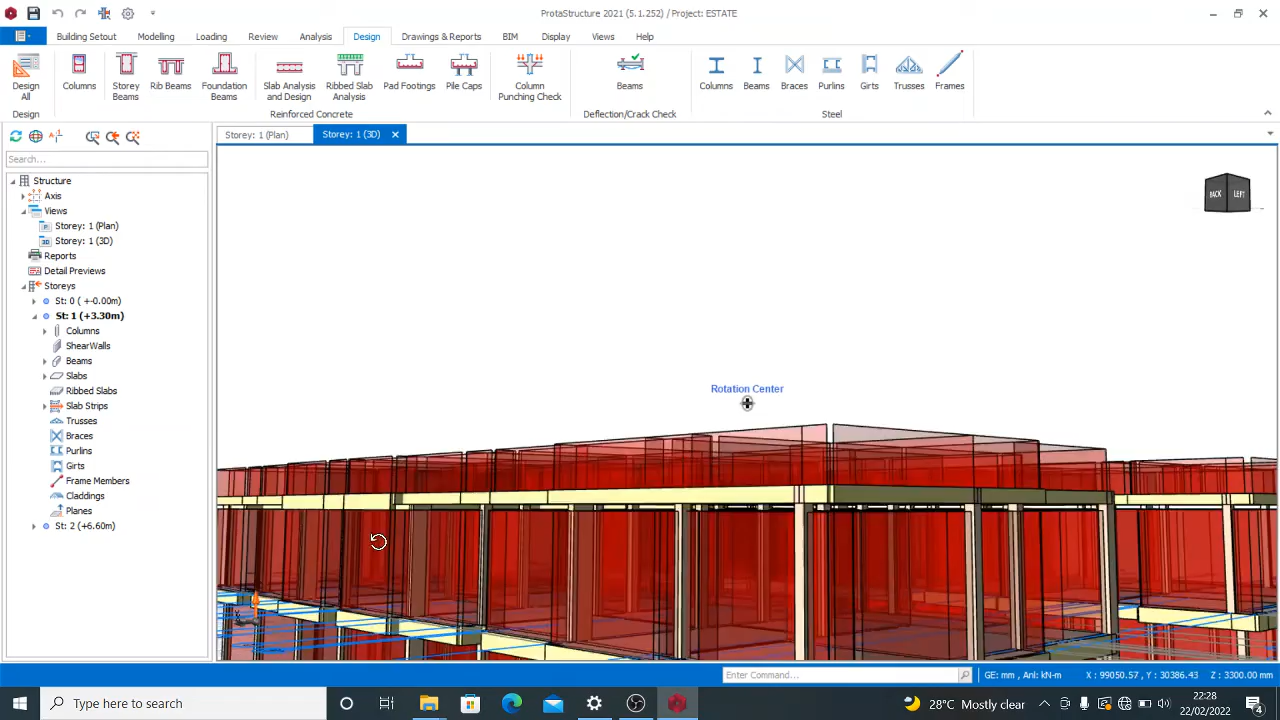 ProtaStructure 2021 (5.1.252) / Project: ESTATE
Building Setout Modelling Loading Review Analysis Design Drawings & Reports BIM Display Views Help
Design All
Columns
Storey Beams
Rib Beams
Foundation Beams
Slab Analysis and Design
Ribbed Slab Analysis
Pad Footings
Pile Caps
Column Punching Check
Beams
Columns
Beams
Braces
Purlins
Girts
Trusses
Frames
Design Reinforced Concrete Deflection/Crack Check Steel
Storey: 1 (Plan) Storey: 1 (3D)
Search...
Structure
Axis
Views
Storey: 1 (Plan)
Storey: 1 (3D)
Reports
Detail Previews
Storeys
St: 0 ( +-0.00m)
St: 1 (+3.30m)
Columns
ShearWalls
Beams
Slabs
Ribbed Slabs
Slab Strips
Trusses
Braces
Purlins
Girts
Frame Members
Claddings
Planes
St: 2 (+6.60m)
BACK LEFT
Rotation Center
Enter Command...
GE: mm , Anl: kN-m
X : 99050.57 , Y : 30386.43
Z : 3300.00 mm
Type here to search
28°C Mostly clear
22:28
22/02/2022
4